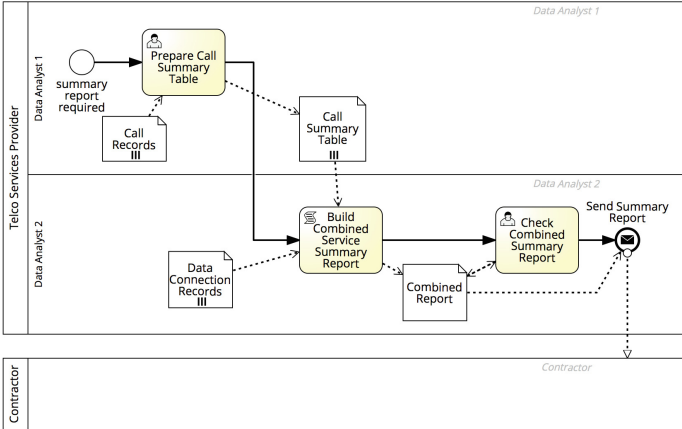 Data Analyst 1
Telco Services Provider
Data Analyst 1
summary
report
required
Prepare Call
Summary
Table
Call
Records
Call
Summary
Table
Data Analyst 2
Data Analyst 2
Data
Connection
Records
Build
Combined
Service
Summary
Report
Combined
Report
Check
Combined
Summary
Report
Send Summary
Report
Contractor
Contractor